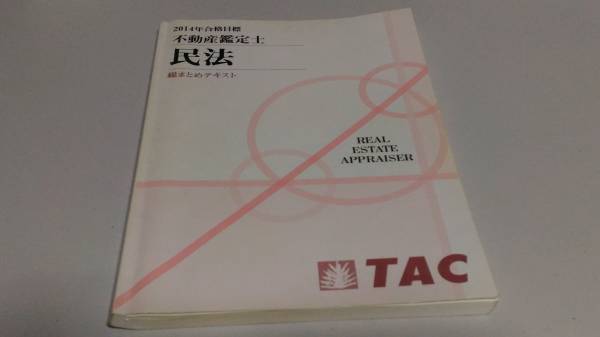 2014年合格目標
不動産鑑定士
民法
総まとめテキスト
REAL
ESTATE
APPRAISER
TAC